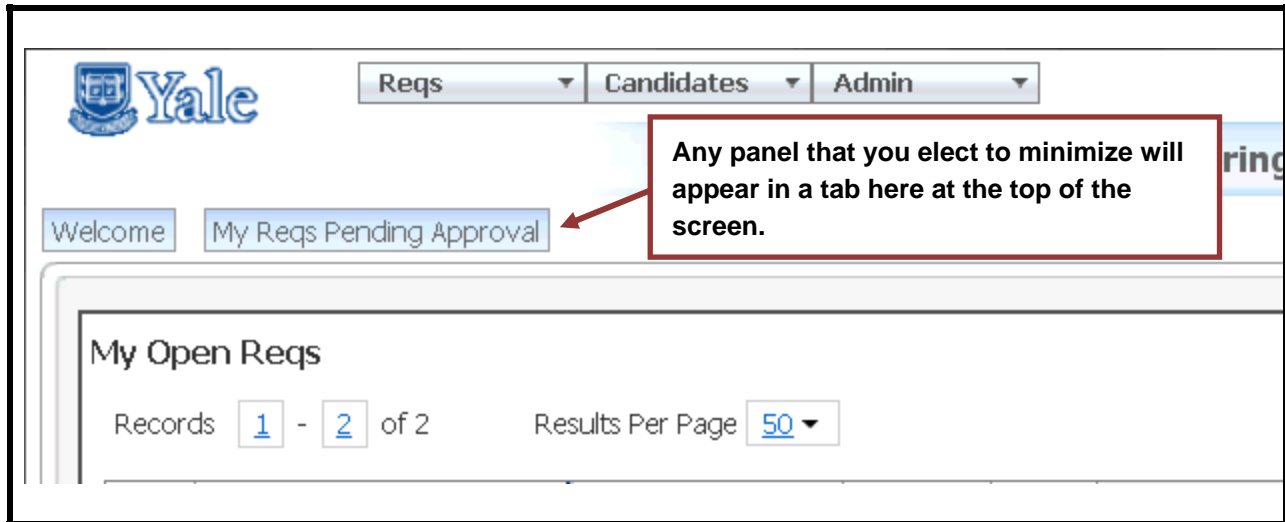 Yale
Reqs Candidates Admin
Any panel that you elect to minimize will
appear in a tab here at the top of the
screen.
Welcome My Reqs Pending Approval
My Open Reqs
Records 1 - 2 of 2 Results Per Page 50